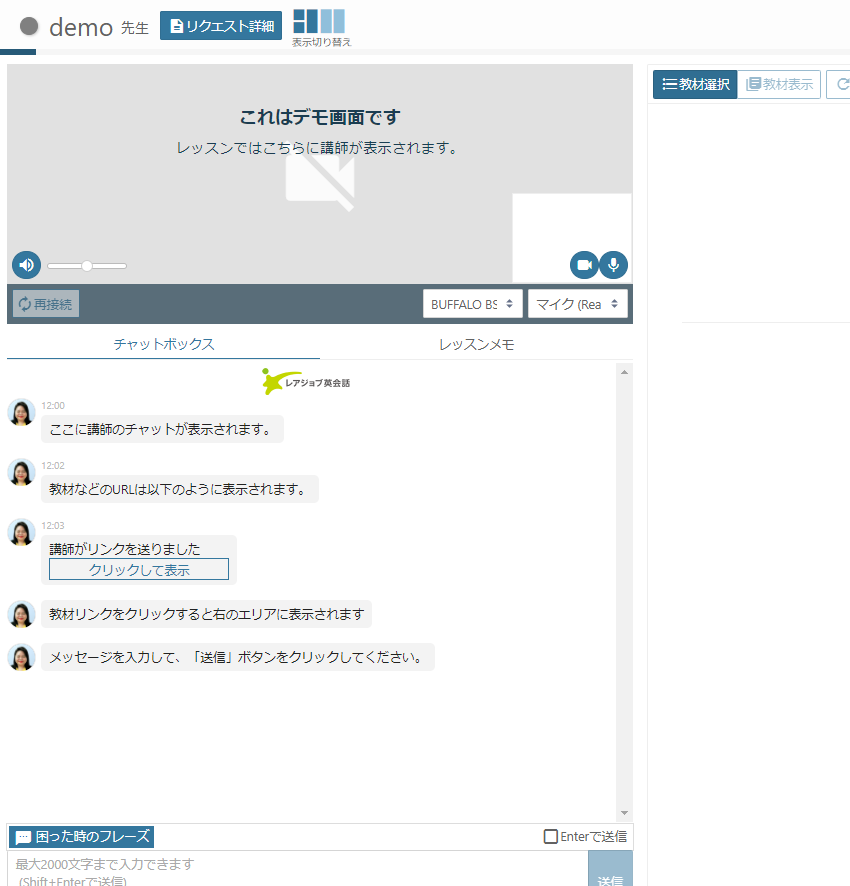 demo 先生
リクエスト詳細
表示切り替え
これはデモ画面です
レッスンではこちらに講師が表示されます。
再接続
BUFFALO BS
マイク (Rea
チャットボックス
レッスンメモ
レアジョブ英会話
12:00
ここに講師のチャットが表示されます。
12:02
教材などのURLは以下のように表示されます。
12:03
講師がリンクを送りました
クリックして表示
教材リンクをクリックすると右のエリアに表示されます
メッセージを入力して、「送信」ボタンをクリックしてください。
困った時のフレーズ
Enterで送信
最大2000文字まで入力できます
(Shift+Enterで送信)
送信
教材選択
教材表示